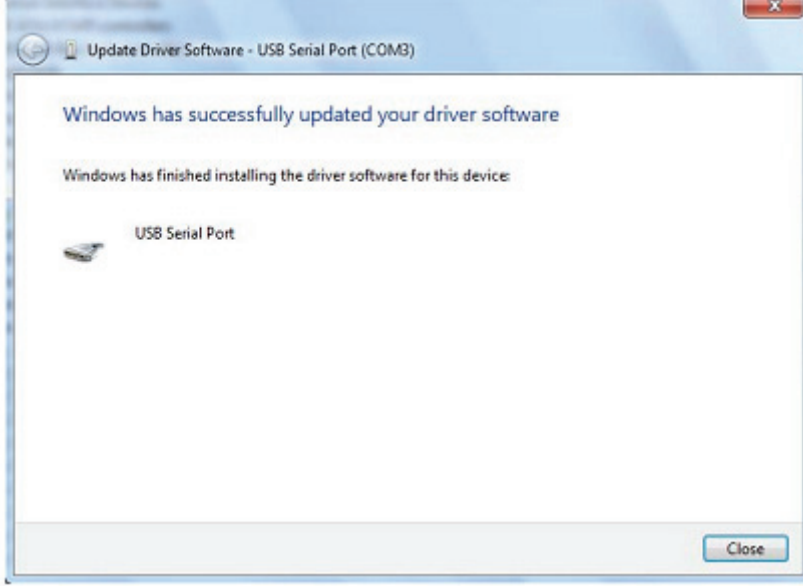 Update Driver Software - USB Serial Port (COM3)
Windows has successfully updated your driver software
Windows has finished installing the driver software for this device:
USB Serial Port
Close